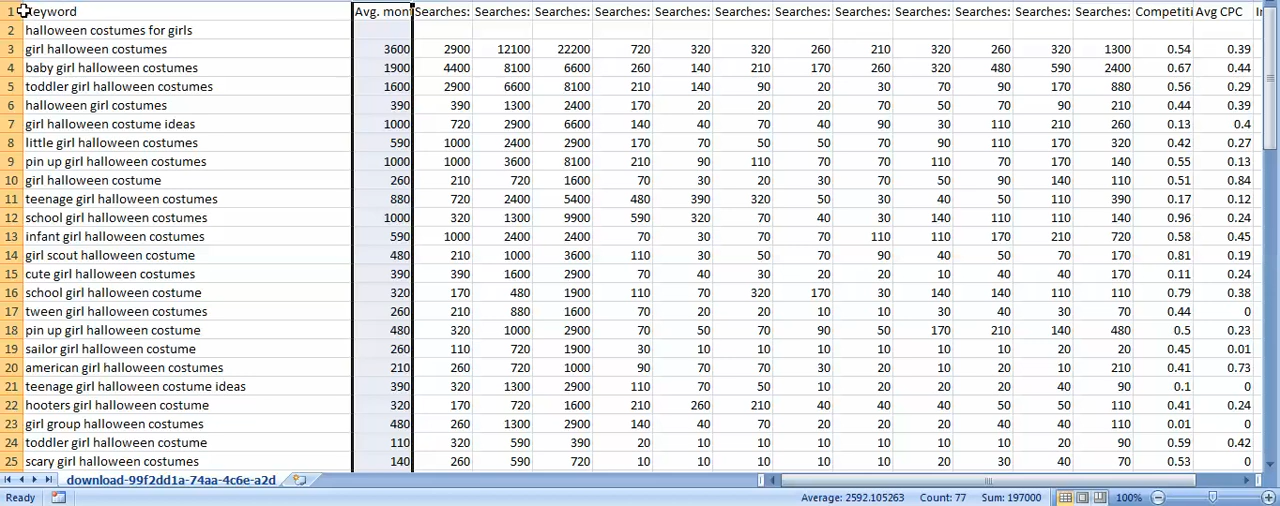 1 Keyword Avg. mont Searches: Searches: Searches: Searches: Searches: Searches: Searches: Searches: Searches: Searches: Searches: Searches: Competiti Avg CPC
2 halloween costumes for girls
3 girl halloween costumes 3600 2900 12100 22200 720 320 320 260 210 320 260 320 1300 0.54 0.39
4 baby girl halloween costumes 1900 4400 8100 6600 260 140 210 170 260 320 480 590 2400 0.67 0.44
5 toddler girl halloween costumes 1600 2900 6600 8100 210 140 90 20 30 70 90 170 880 0.56 0.29
6 halloween girl costumes 390 390 1300 2400 170 20 20 20 70 50 70 90 210 0.44 0.39
7 girl halloween costume ideas 1000 720 2900 6600 140 40 70 40 90 30 110 210 260 0.13 0.4
8 little girl halloween costumes 590 1000 2400 2900 170 70 50 50 70 90 110 170 320 0.42 0.27
9 pin up girl halloween costumes 1000 1000 3600 8100 210 90 110 70 70 110 70 170 140 0.55 0.13
10 girl halloween costume 260 210 720 1600 70 30 20 30 70 50 90 140 110 0.51 0.84
11 teenage girl halloween costumes 880 720 2400 5400 480 390 320 50 30 40 50 110 390 0.17 0.12
12 school girl halloween costumes 1000 320 1300 9900 590 320 70 40 30 140 110 110 140 0.96 0.24
13 infant girl halloween costumes 590 1000 2400 2400 70 30 70 70 110 110 170 210 720 0.58 0.45
14 girl scout halloween costume 480 210 1000 3600 110 30 50 70 90 40 50 70 170 0.81 0.19
15 cute girl halloween costumes 390 390 1600 2900 70 40 30 20 20 10 40 40 170 0.11 0.24
16 school girl halloween costume 320 170 480 1900 110 70 320 170 30 140 140 110 110 0.79 0.38
17 tween girl halloween costumes 260 210 880 1600 70 20 20 10 10 30 40 30 70 0.44 0
18 pin up girl halloween costume 480 320 1000 2900 70 50 70 90 50 170 210 140 480 0.5 0.23
19 sailor girl halloween costume 260 110 720 1900 30 10 10 10 10 10 10 20 20 0.45 0.01
20 american girl halloween costumes 210 260 720 1000 90 70 70 30 20 10 20 10 210 0.41 0.73
21 teenage girl halloween costume ideas 390 320 1300 2900 110 70 50 10 20 20 20 40 90 0.1 0
22 hooters girl halloween costume 320 170 720 1600 210 260 210 40 40 40 50 50 110 0.41 0.24
23 girl group halloween costumes 480 260 1300 2900 140 40 70 20 20 20 40 40 110 0.01 0
24 toddler girl halloween costume 110 320 590 390 20 10 10 10 10 10 10 20 90 0.59 0.42
25 scary girl halloween costumes 140 260 590 720 10 10 10 10 10 20 30 40 70 0.53 0
download-99f2dd1a-74aa-4c6e-a2d
Ready Average: 2592.105263 Count: 77 Sum: 197000 100%